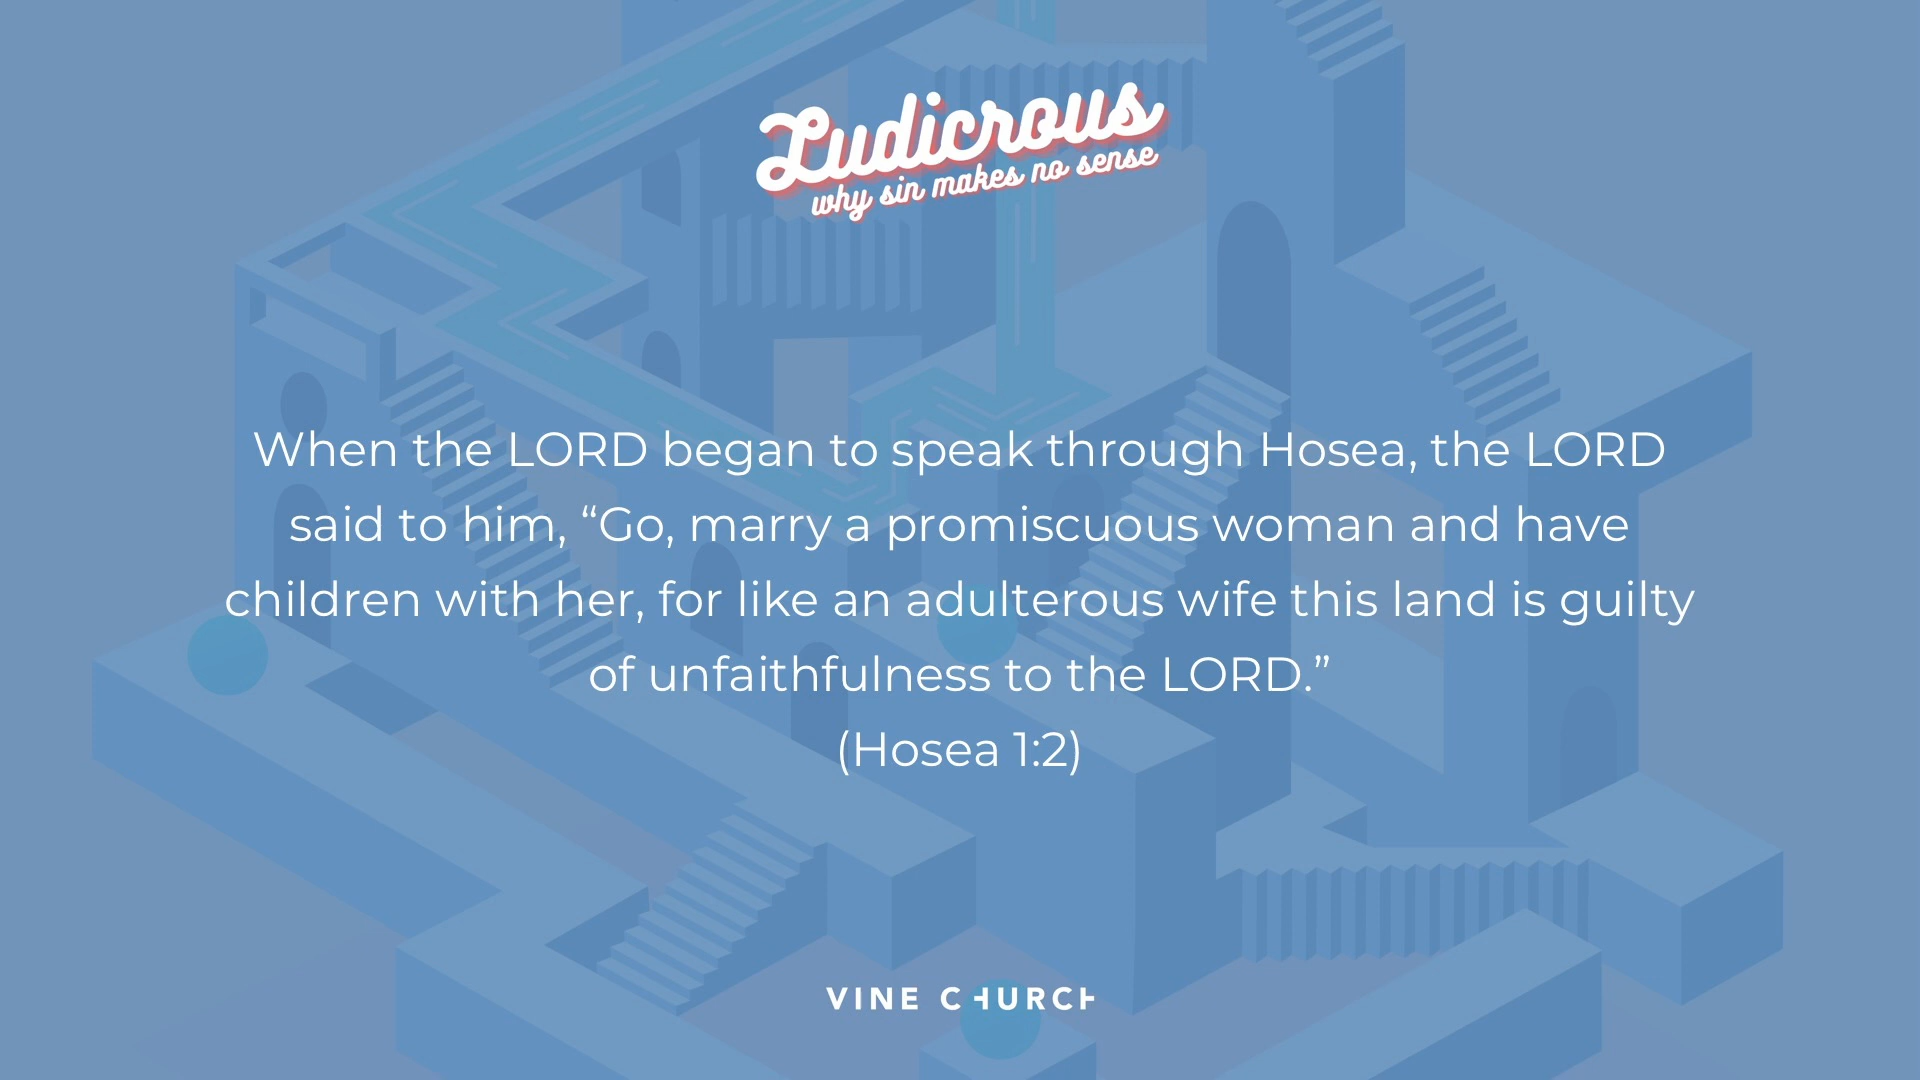 Ludicrous
why sin makes no sense
When the LORD began to speak through Hosea, the LORD
said to him, “Go, marry a promiscuous woman and have
children with her, for like an adulterous wife this land is guilty
of unfaithfulness to the LORD.”
(Hosea 1:2)
VINE CHURCH